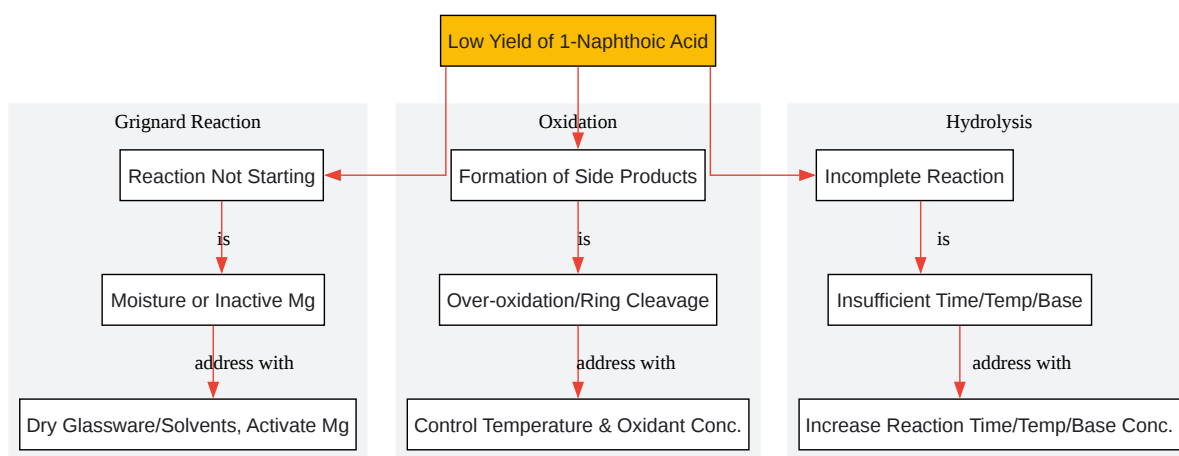 Low Yield of 1-Naphthoic Acid
Grignard Reaction
Oxidation
Hydrolysis
Reaction Not Starting
Formation of Side Products
Incomplete Reaction
is
is
is
Moisture or Inactive Mg
Over-oxidation/Ring Cleavage
Insufficient Time/Temp/Base
address with
address with
address with
Dry Glassware/Solvents, Activate Mg
Control Temperature & Oxidant Conc.
Increase Reaction Time/Temp/Base Conc.